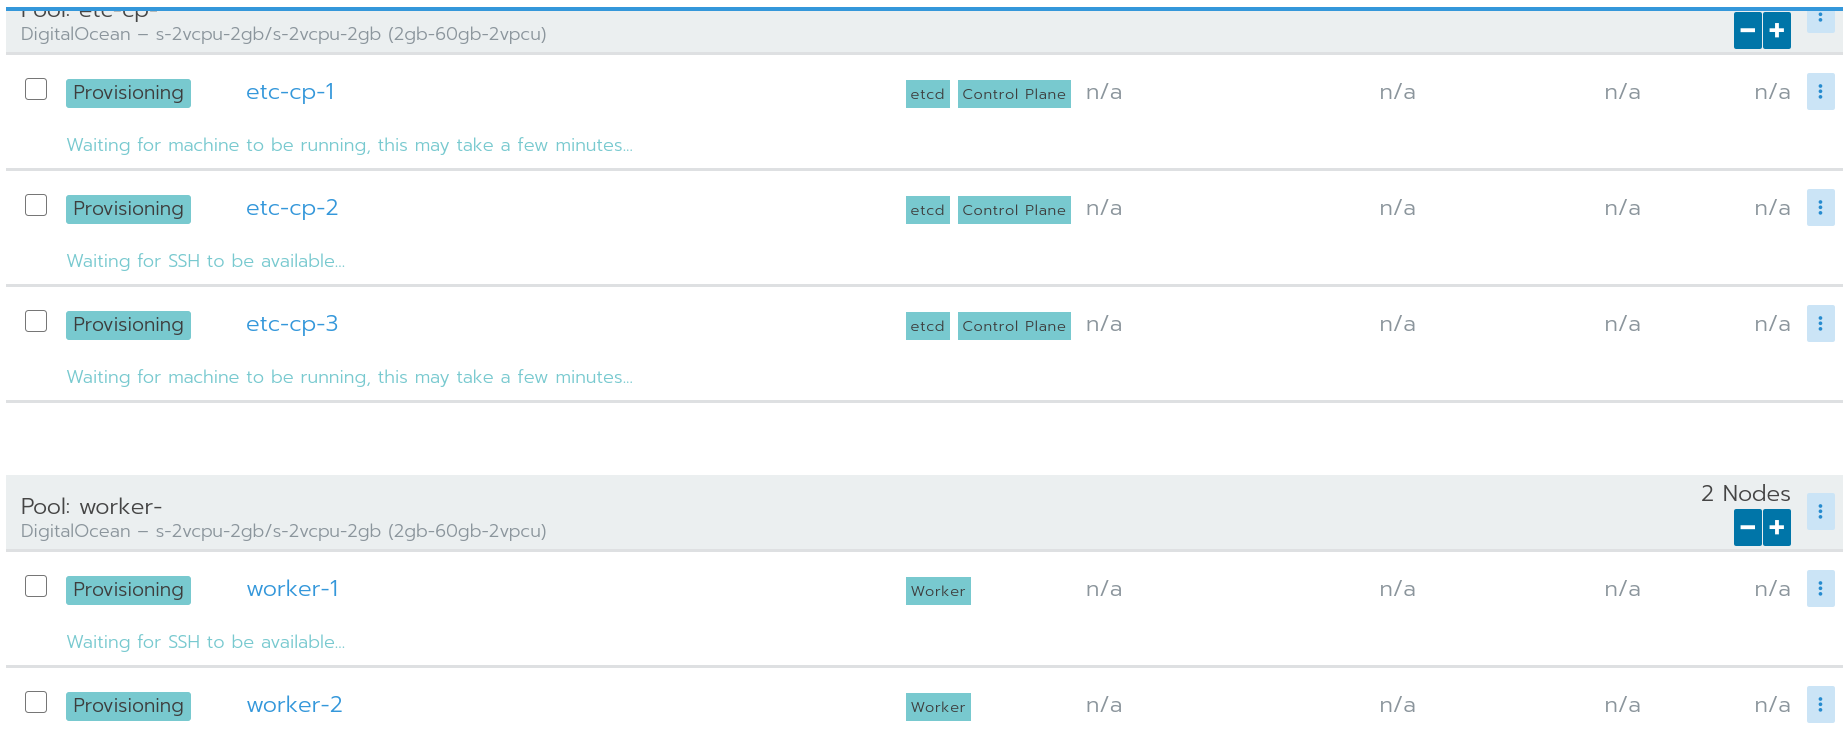 Pool: etc-cp-
DigitalOcean – s-2vcpu-2gb/s-2vcpu-2gb (2gb-60gb-2vpcu)
Provisioning etc-cp-1 etcd Control Plane n/a n/a n/a n/a
Waiting for machine to be running, this may take a few minutes...
Provisioning etc-cp-2 etcd Control Plane n/a n/a n/a n/a
Waiting for SSH to be available...
Provisioning etc-cp-3 etcd Control Plane n/a n/a n/a n/a
Waiting for machine to be running, this may take a few minutes...
2 Nodes
Pool: worker-
DigitalOcean – s-2vcpu-2gb/s-2vcpu-2gb (2gb-60gb-2vpcu)
Provisioning worker-1 Worker n/a n/a n/a n/a
Waiting for SSH to be available...
Provisioning worker-2 Worker n/a n/a n/a n/a